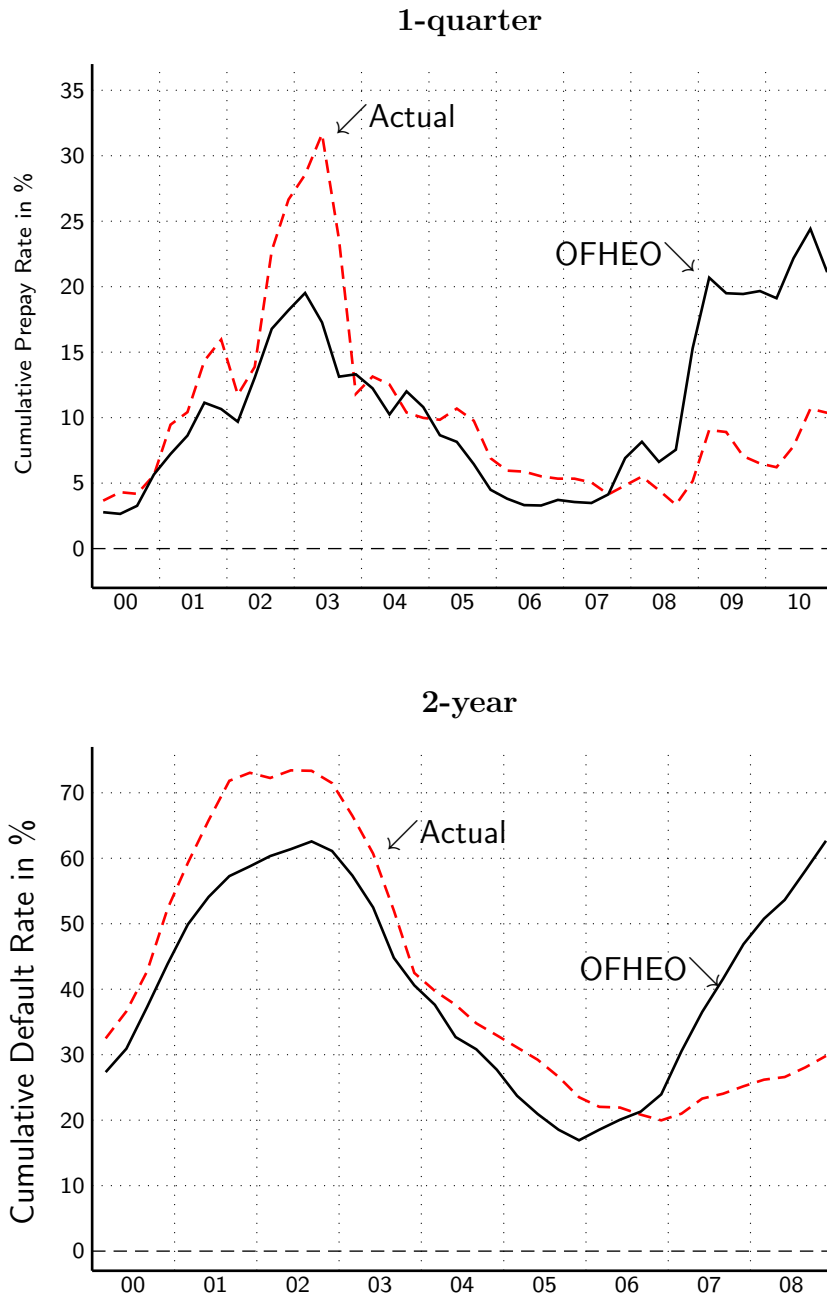 1-quarter
Cumulative Prepay Rate in %
35
30
25
20
15
10
5
0
Actual
OFHEO
00 01 02 03 04 05 06 07 08 09 10
2-year
Cumulative Default Rate in %
70
60
50
40
30
20
10
0
Actual
OFHEO
00 01 02 03 04 05 06 07 08